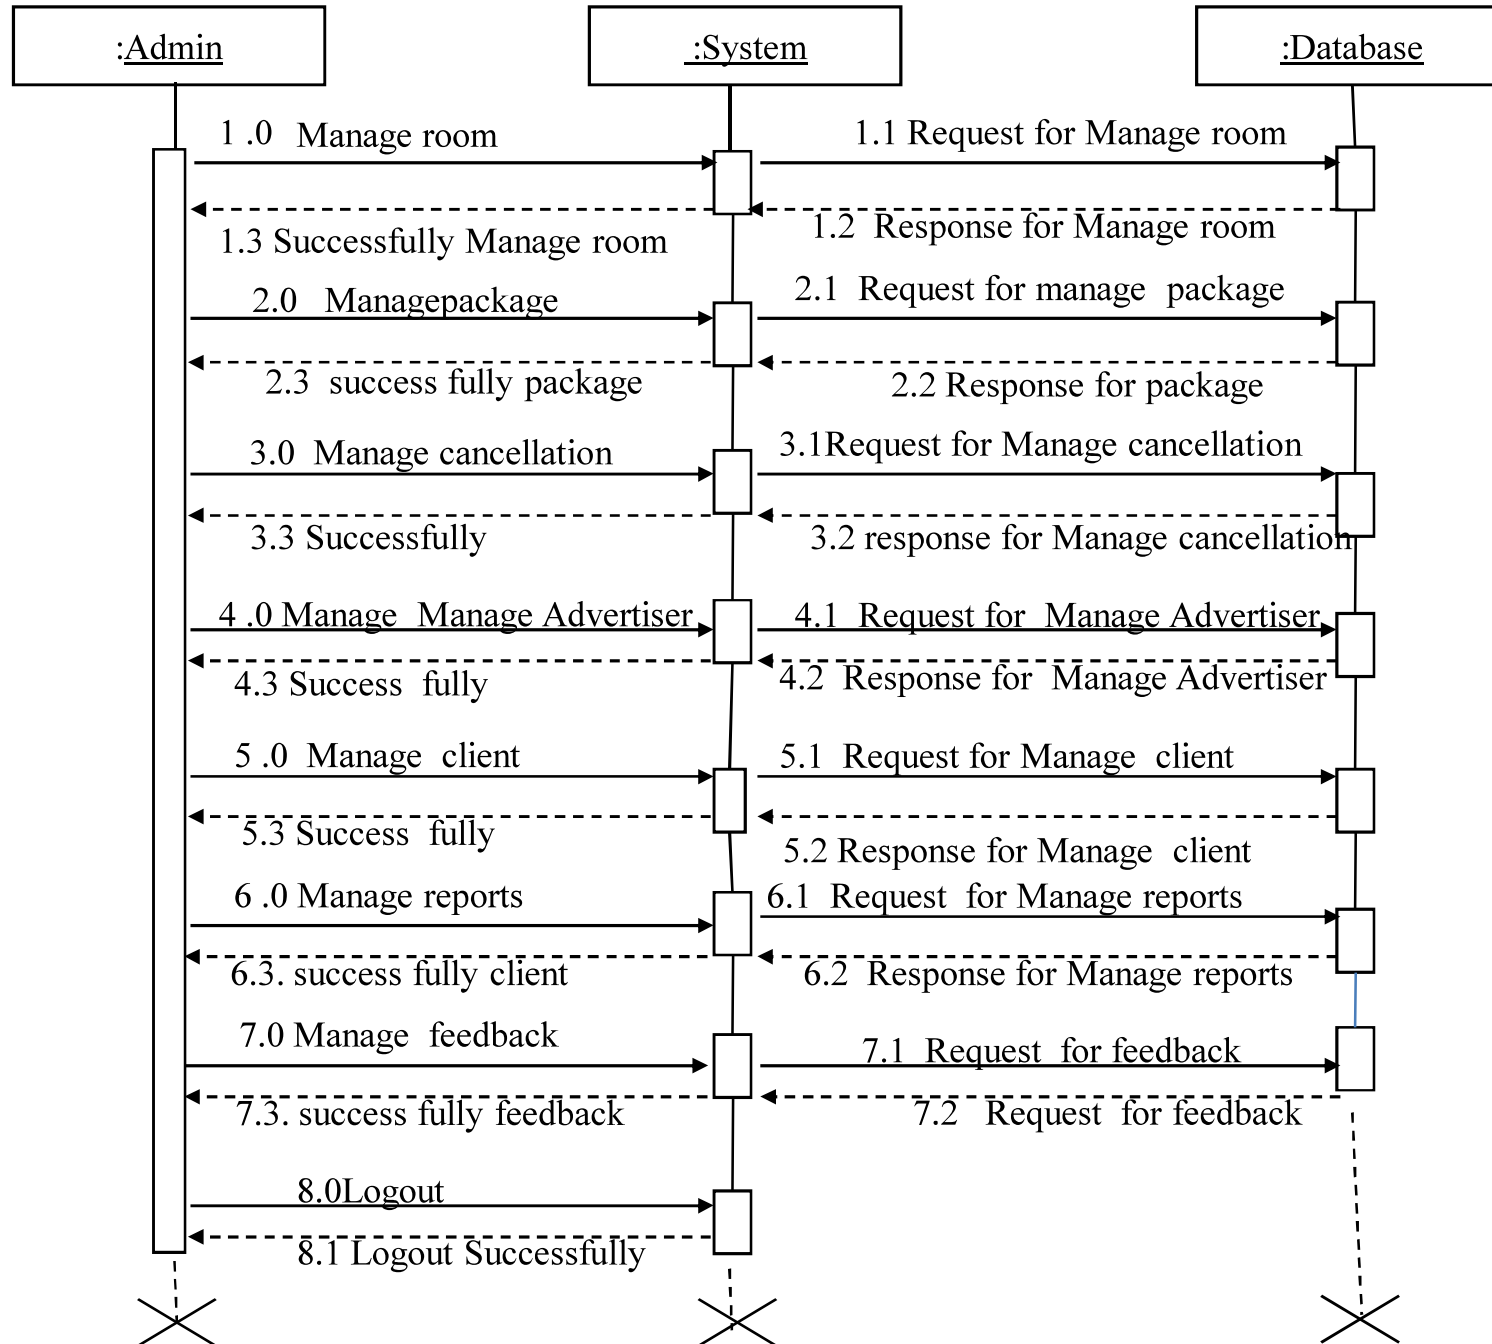 :Admin
:System
:Database
1 .0 Manage room
1.1 Request for Manage room
1.2 Response for Manage room
1.3 Successfully Manage room
2.0 Managepackage
2.1 Request for manage package
2.3 success fully package
2.2 Response for package
3.0 Manage cancellation
3.1Request for Manage cancellation
3.3 Successfully
3.2 response for Manage cancellation
4 .0 Manage Manage Advertiser
4.1 Request for Manage Advertiser
4.3 Success fully
4.2 Response for Manage Advertiser
5 .0 Manage client
5.1 Request for Manage client
5.3 Success fully
5.2 Response for Manage client
6 .0 Manage reports
6.1 Request for Manage reports
6.3. success fully client
6.2 Response for Manage reports
7.0 Manage feedback
7.1 Request for feedback
7.3. success fully feedback
7.2 Request for feedback
8.0Logout
8.1 Logout Successfully